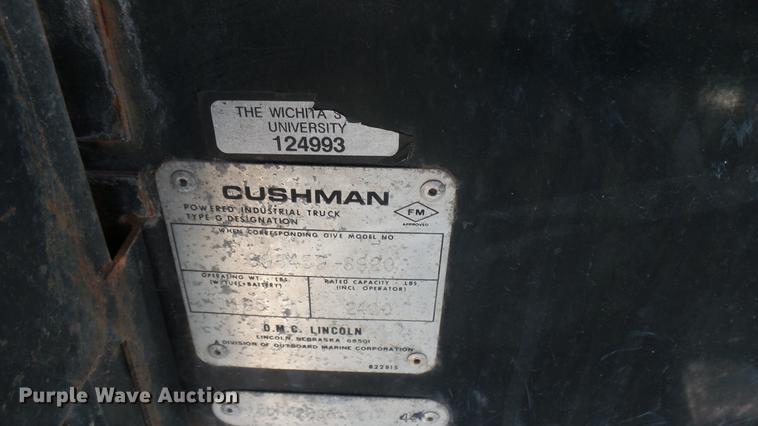 THE WICHITA S
UNIVERSITY
124993
CUSHMAN
POWERED INDUSTRIAL TRUCK
TYPE G DESIGNATION
FM
APPROVED
WHEN CORRESPONDING GIVE MODEL NO
OPERATING WT. - LBS.
(W/FUEL+BATTERY)
RATED CAPACITY - LBS
(INCL. OPERATOR)
O.M.C. LINCOLN
LINCOLN, NEBRASKA 68501
A DIVISION OF OUTBOARD MARINE CORPORATION
822815
Purple Wave Auction